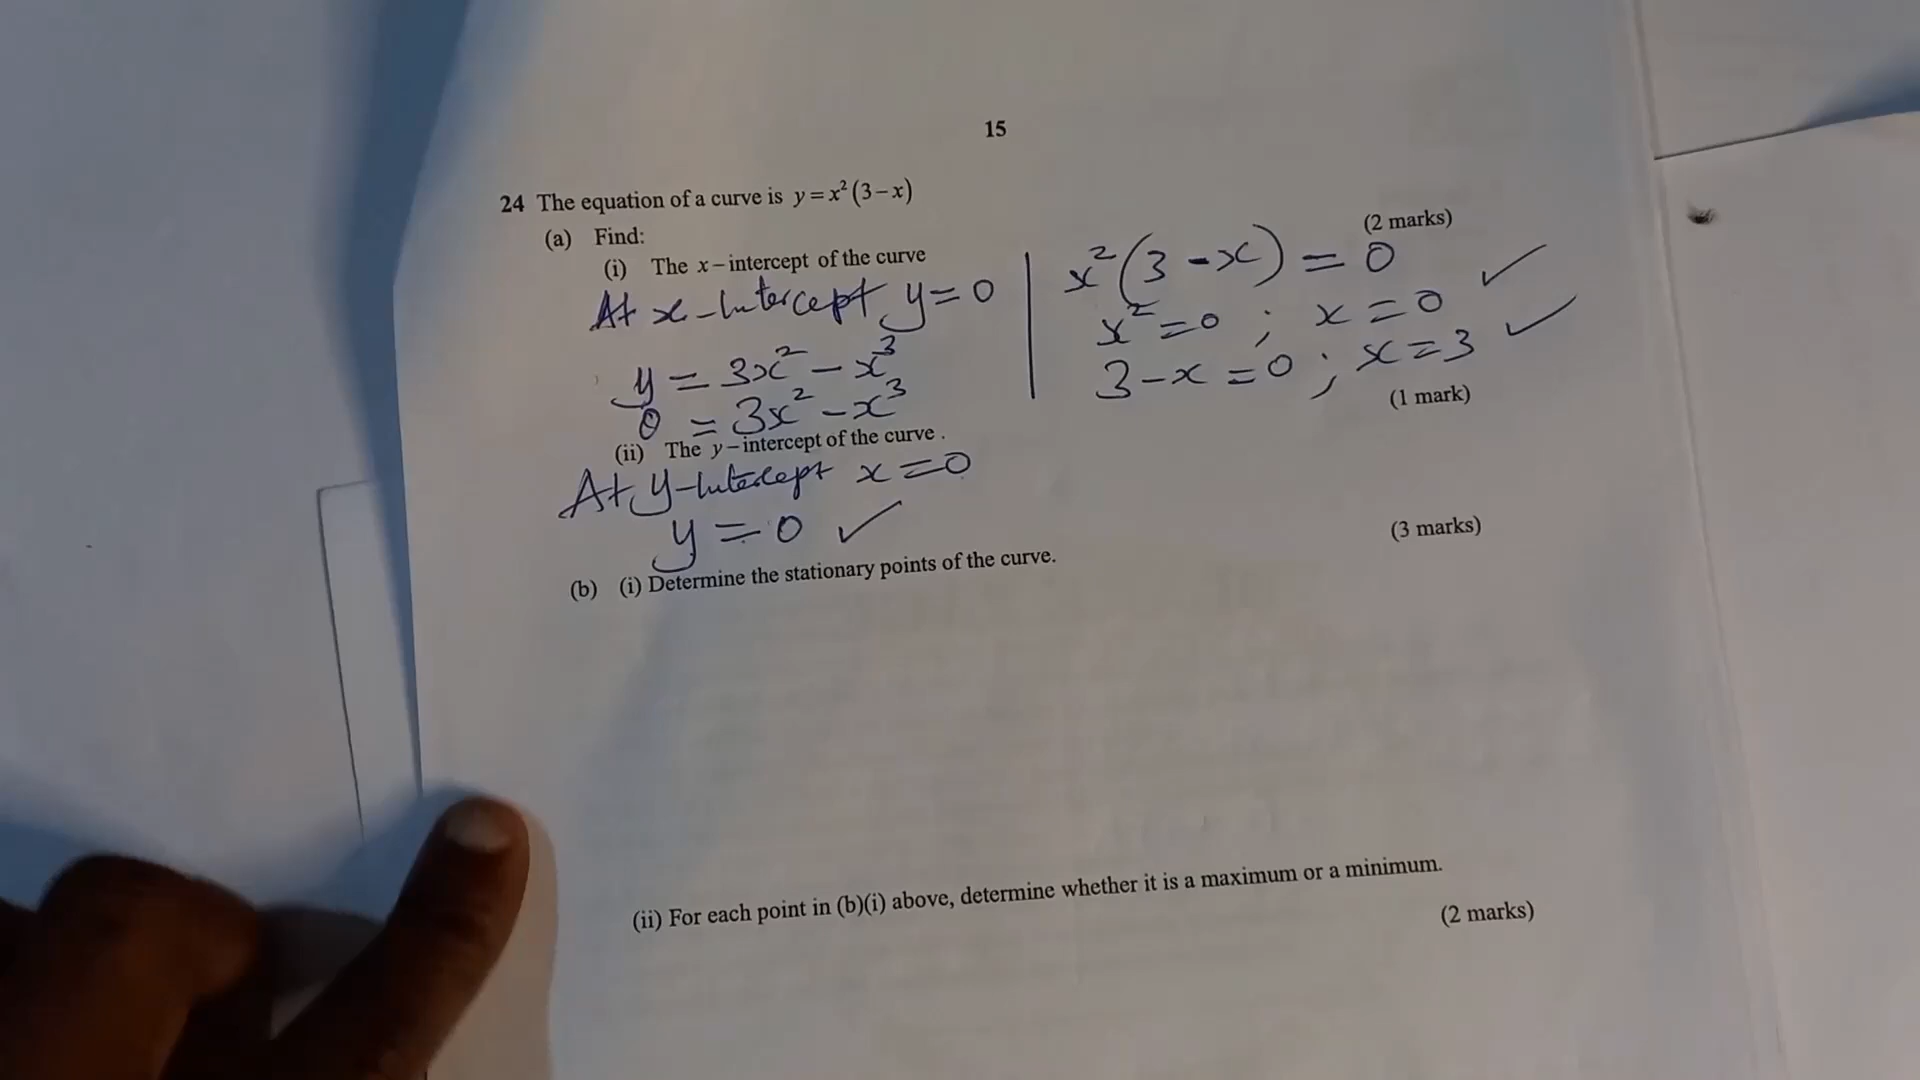 15
24 The equation of a curve is y = x² (3 – x)
(a) Find:
(2 marks)
(i) The x – intercept of the curve
At x-Intercept y = 0
y = 3x² – x³
0 = 3x² – x³
x² (3 – x) = 0
x² = 0 ; x = 0 ✓
3 – x = 0 ; x = 3 ✓
(1 mark)
(ii) The y – intercept of the curve .
At y-Intercept x = 0
y = 0 ✓
(3 marks)
(b) (i) Determine the stationary points of the curve.
(ii) For each point in (b)(i) above, determine whether it is a maximum or a minimum.
(2 marks)